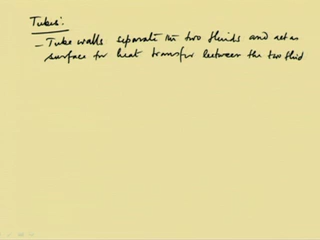 Tubes:
- Tube walls separate the two fluids and act as
surface for heat transfer between the two fluid